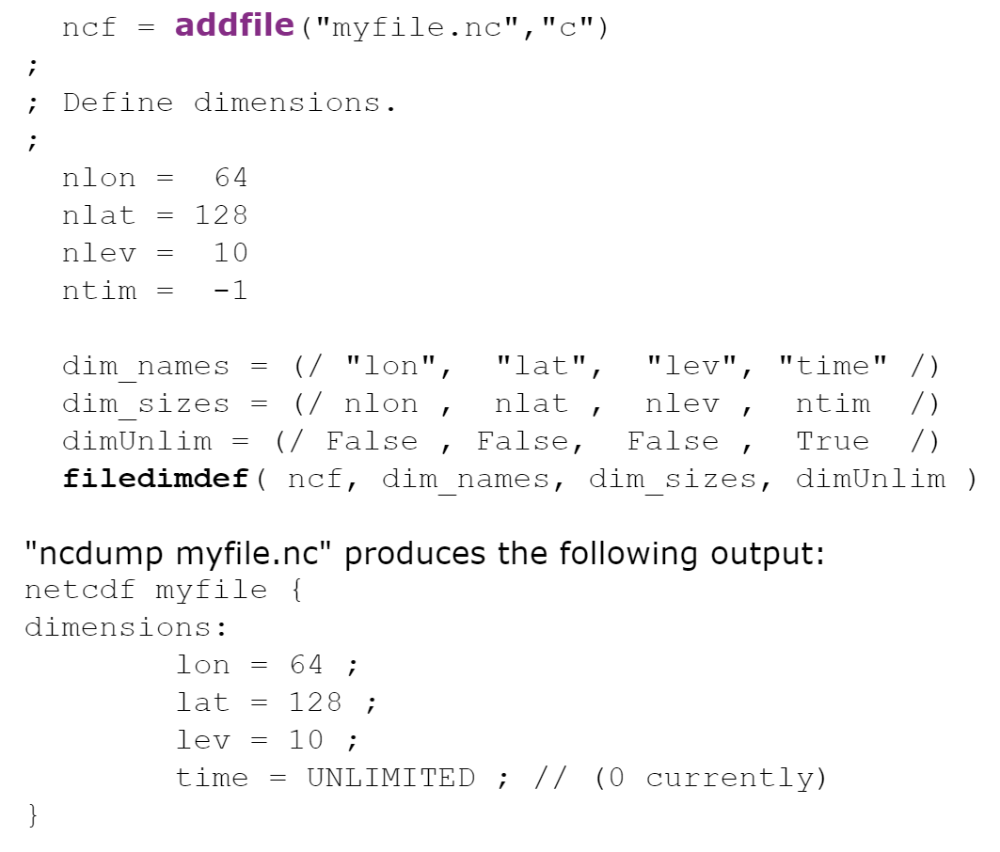 ncf = addfile("myfile.nc","c")
;
; Define dimensions.
;
nlon =  64
nlat = 128
nlev =  10
ntim =  -1
dim_names = (/ "lon",  "lat",  "lev", "time" /)
dim_sizes = (/ nlon ,  nlat ,  nlev ,  ntim  /)
dimUnlim = (/ False , False,  False ,  True  /)
filedimdef( ncf, dim_names, dim_sizes, dimUnlim )
"ncdump myfile.nc" produces the following output:
netcdf myfile {
dimensions:
lon = 64 ;
lat = 128 ;
lev = 10 ;
time = UNLIMITED ; // (0 currently)
}